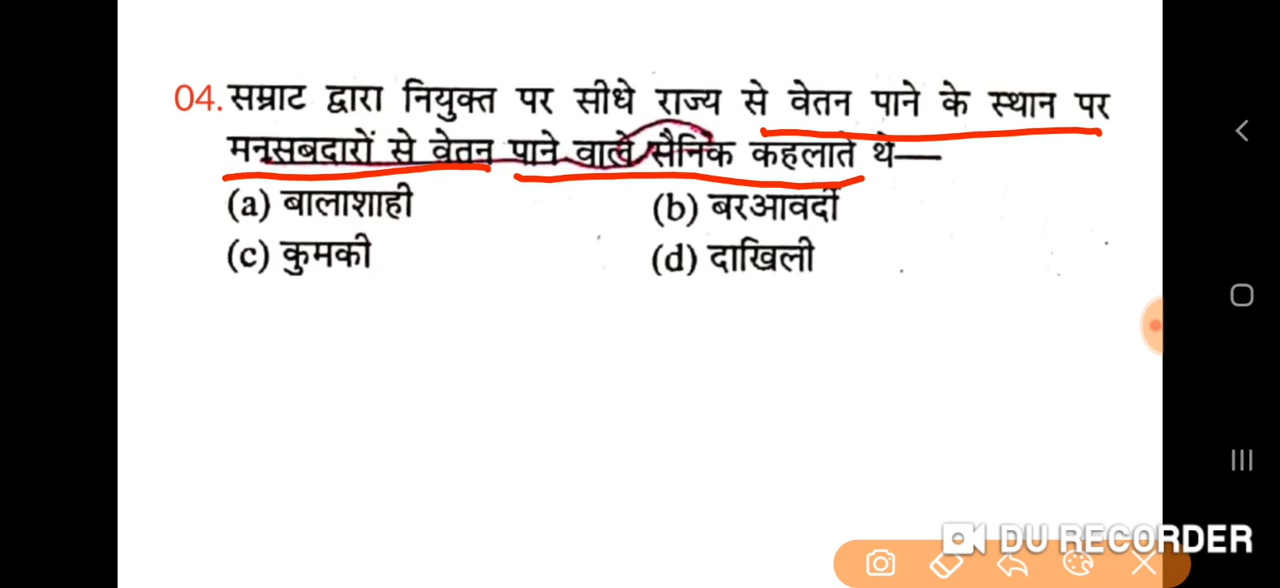 04. सम्राट द्वारा नियुक्त पर सीधे राज्य से वेतन पाने के स्थान पर
मनसबदारों से वेतन पाने वाले सैनिक कहलाते थे—
(a) बालाशाही (b) बरआवर्दी
(c) कुमकी (d) दाखिली
DU RECORDER